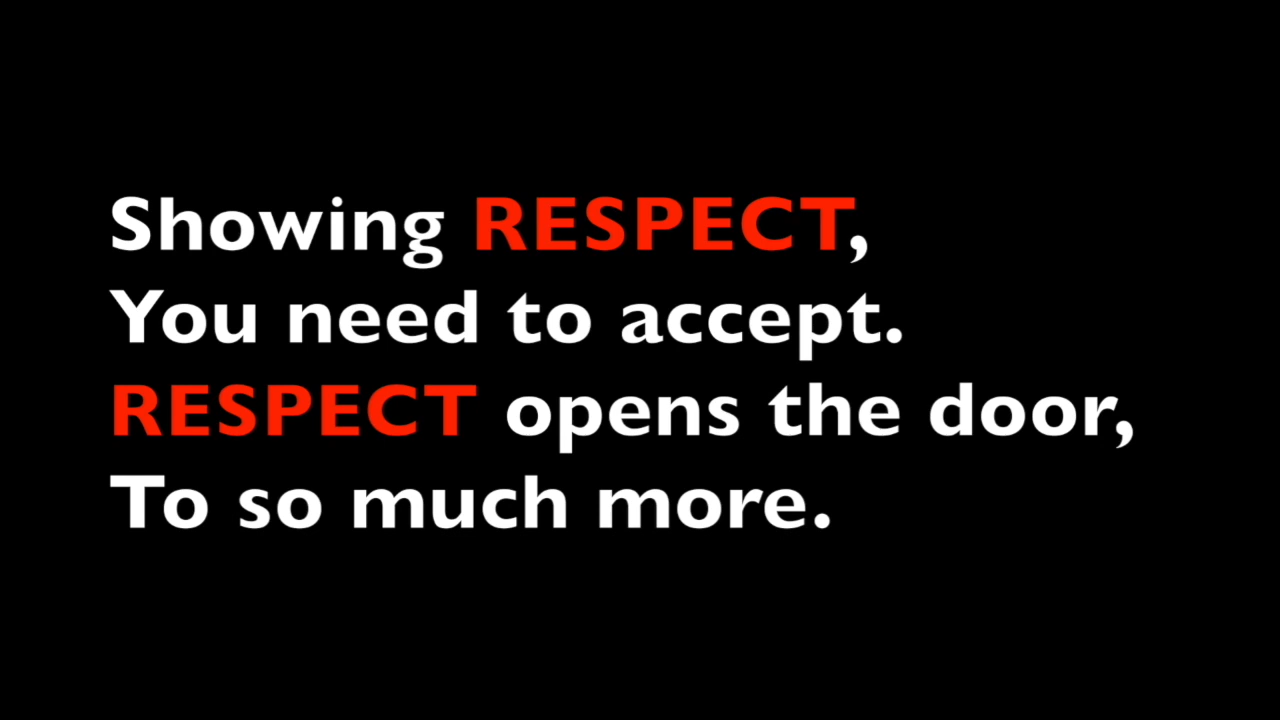 Showing RESPECT,
You need to accept.
RESPECT opens the door,
To so much more.